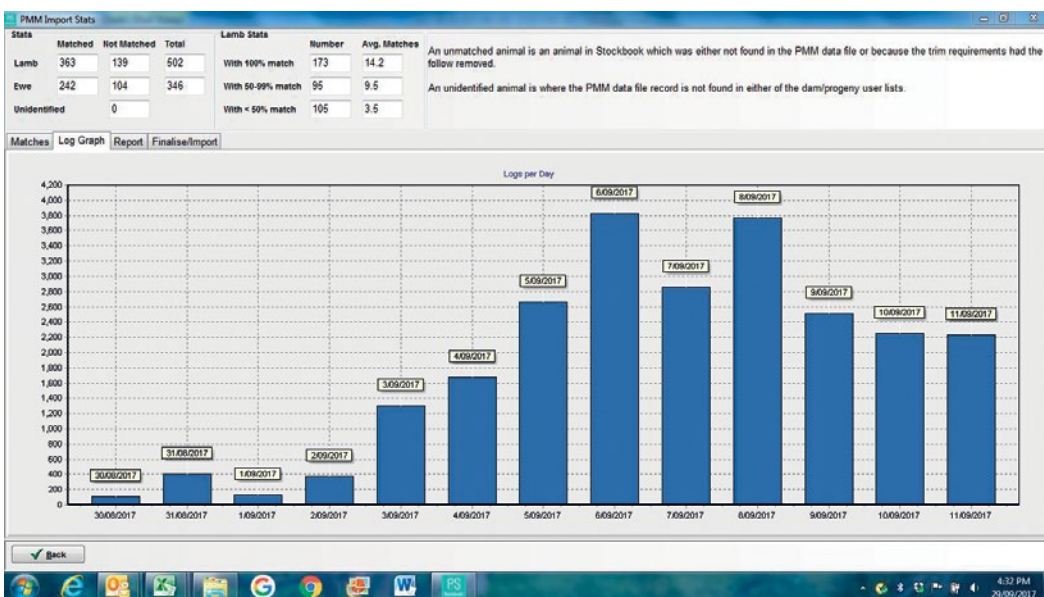 PS PMM Import Stats
Stats
Matched Not Matched Total
Lamb 363 139 502
Ewe 242 104 346
Unidentified 0
Lamb Stats
Number Avg. Matches
With 100% match 173 14.2
With 50-99% match 95 9.5
With < 50% match 105 3.5
An unmatched animal is an animal in Stockbook which was either not found in the PMM data file or because the trim requirements had the
follow removed.
An unidentified animal is where the PMM data file record is not found in either of the dam/progeny user lists.
Matches Log Graph Report Finalise/Import
Logs per Day
4,200
4,000
3,800
3,600
3,400
3,200
3,000
2,800
2,600
2,400
2,200
2,000
1,800
1,600
1,400
1,200
1,000
800
600
400
200
0
30/08/2017
31/08/2017
1/09/2017
2/09/2017
3/09/2017
4/09/2017
5/09/2017
6/09/2017
7/09/2017
8/09/2017
9/09/2017
10/09/2017
11/09/2017
30/08/2017 31/08/2017 1/09/2017 2/09/2017 3/09/2017 4/09/2017 5/09/2017 6/09/2017 7/09/2017 8/09/2017 9/09/2017 10/09/2017 11/09/2017
Back
PS
4:32 PM
29/09/2017